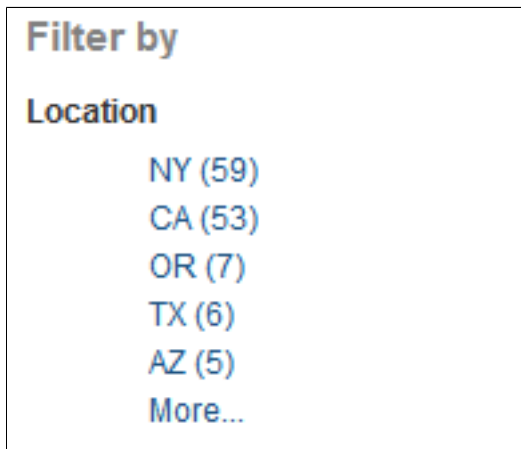 Filter by
Location
NY (59)
CA (53)
OR (7)
TX (6)
AZ (5)
More...